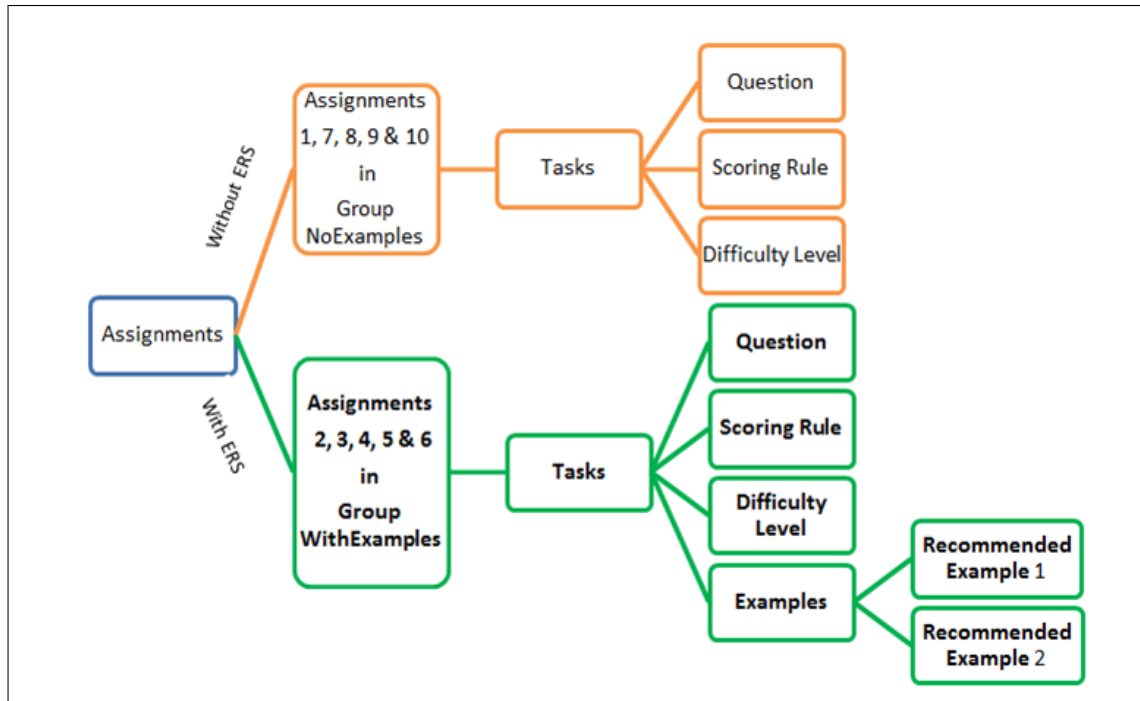 Assignments
Without ERS
Assignments
1, 7, 8, 9 & 10
in
Group
NoExamples
Tasks
Question
Scoring Rule
Difficulty Level
With ERS
Assignments
2, 3, 4, 5 & 6
in
Group
WithExamples
Tasks
Question
Scoring Rule
Difficulty
Level
Examples
Recommended
Example 1
Recommended
Example 2